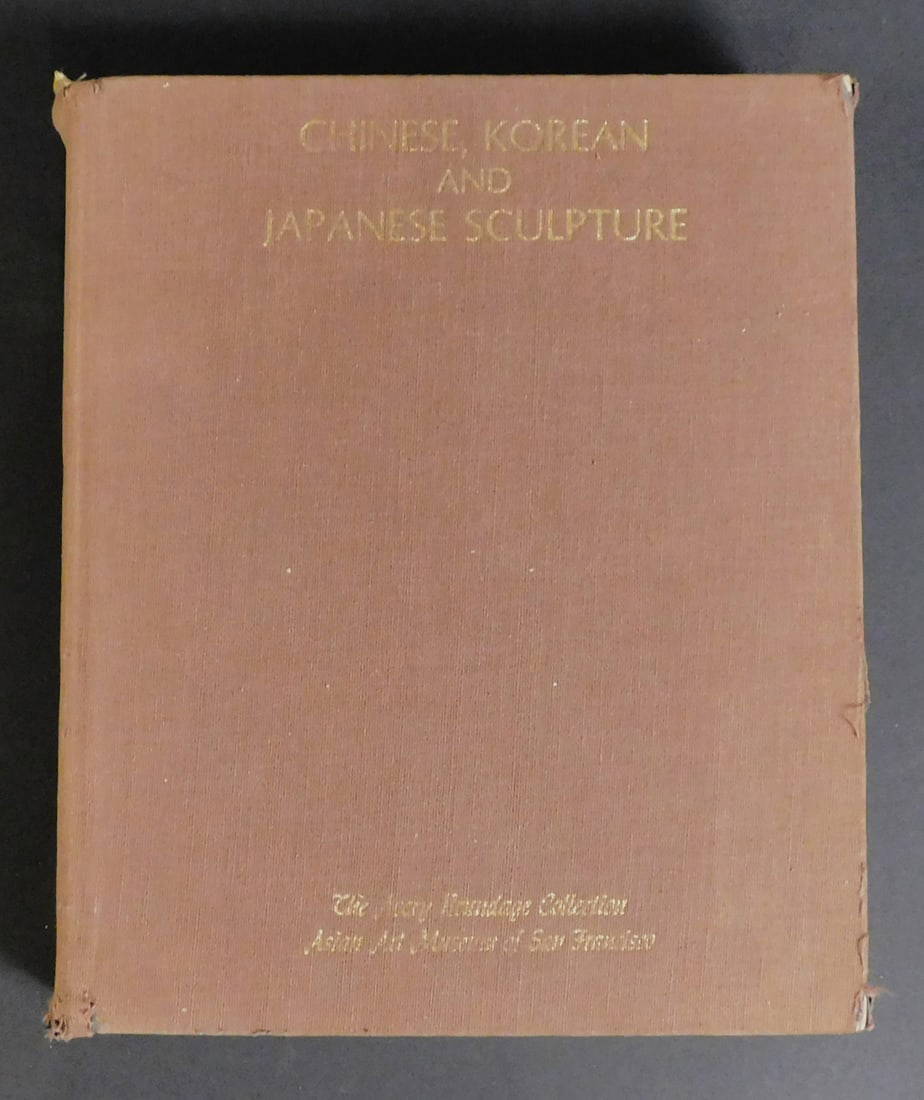 CHINESE, KOREAN
AND
JAPANESE SCULPTURE
The Avery Brundage Collection
Asian Art Museum of San Francisco